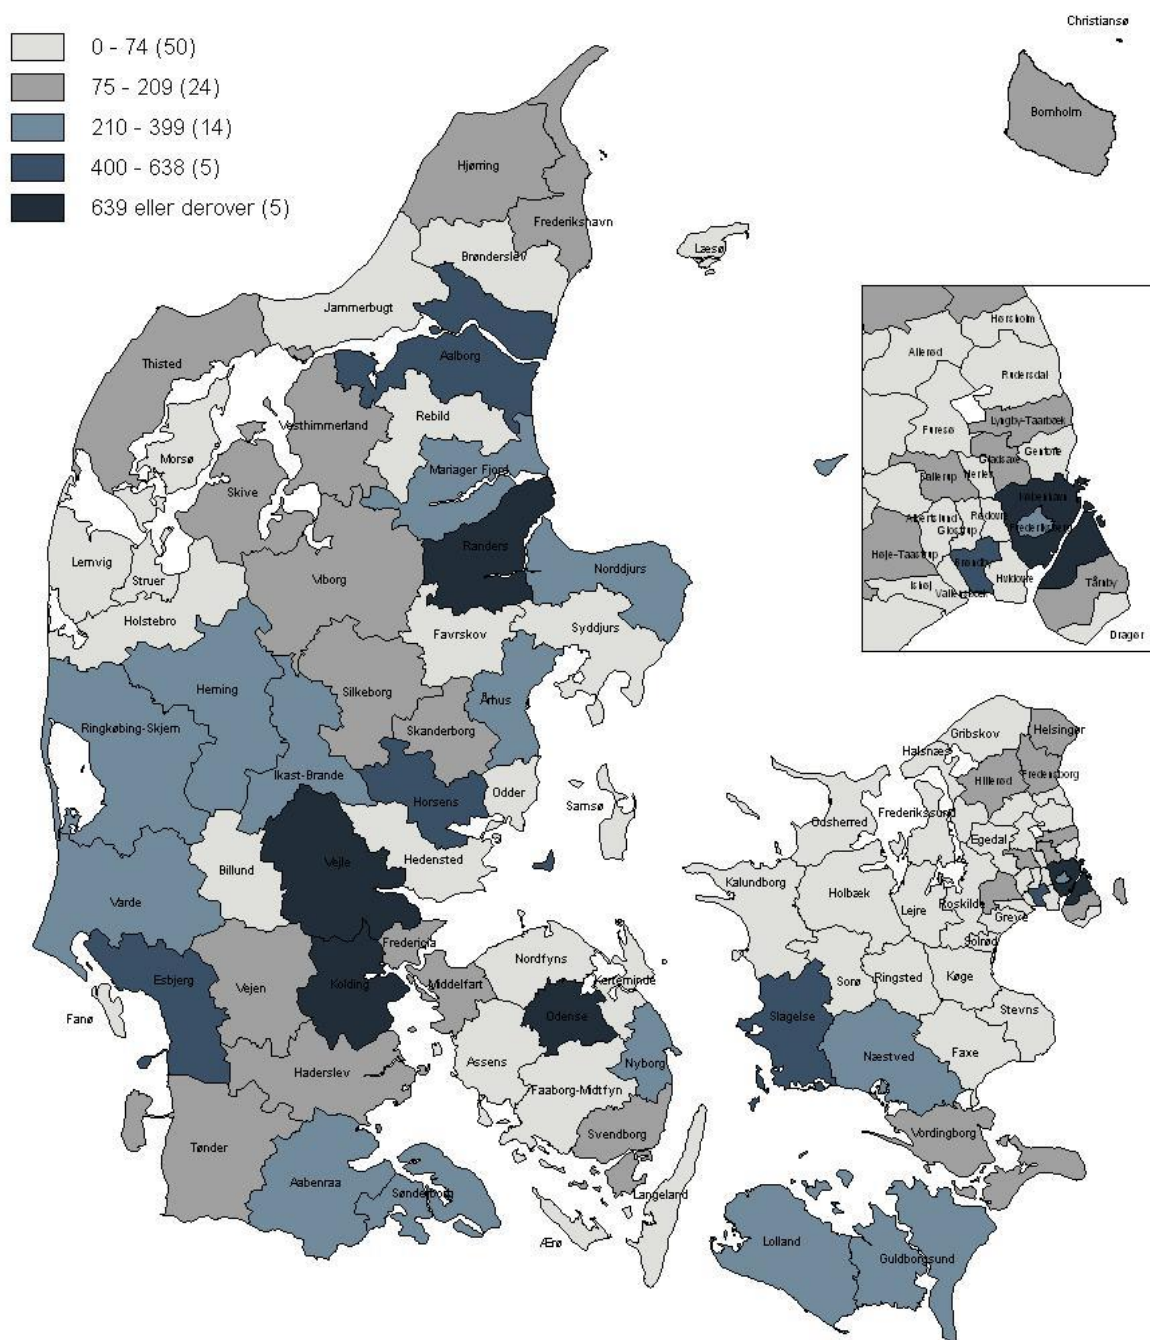 Christiansø
0 - 74 (50)
75 - 209 (24)
210 - 399 (14)
400 - 638 (5)
639 eller derover (5)
Bornholm
Hjørring
Frederikshavn
Læsø
Brønderslev
Jammerbugt
Hørsholm
Thisted
Aalborg
Allerød
Rudersdal
Vesthimmerland
Rebild
Lyngby-Taarbæk
Furesø
Gentofte
Morsø
Mariager Fjord
Gladsaxe
Ballerup
Herlev
Skive
København
Albertslund
Rødovre
Frederiksberg
Glostrup
Randers
Høje-Taastrup
Brøndby
Lemvig
Struer
Viborg
Norddjurs
Ishøj
Hvidovre
Tårnby
Vallensbæk
Holstebro
Favrskov
Syddjurs
Dragør
Herning
Silkeborg
Århus
Ringkøbing-Skjern
Skanderborg
Gribskov
Helsingør
Halsnæs
Ikast-Brande
Hillerød
Fredensborg
Horsens
Odder
Samsø
Frederikssund
Odsherred
Egedal
Billund
Vejle
Hedensted
Kalundborg
Holbæk
Varde
Lejre
Roskilde
Greve
Fredericia
Solrød
Nordfyns
Esbjerg
Vejen
Kolding
Middelfart
Kerteminde
Sorø
Ringsted
Køge
Fanø
Odense
Slagelse
Stevns
Næstved
Faxe
Assens
Nyborg
Haderslev
Faaborg-Midtfyn
Svendborg
Vordingborg
Tønder
Aabenraa
Sønderborg
Langeland
Ærø
Lolland
Guldborgsund